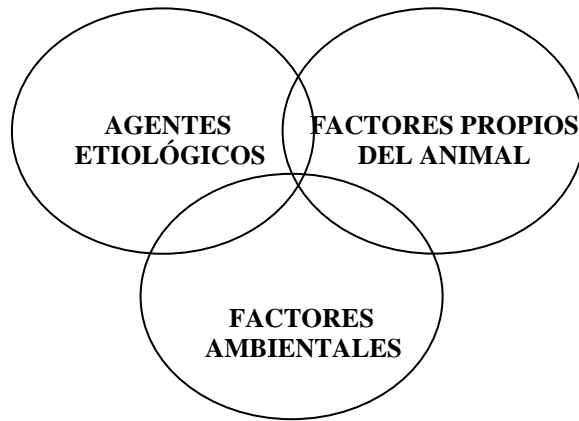 AGENTES
ETIOLÓGICOS
FACTORES PROPIOS
DEL ANIMAL
FACTORES
AMBIENTALES